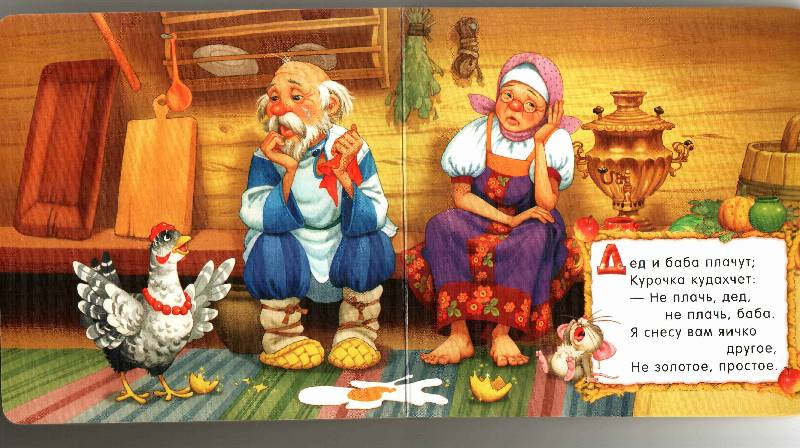 Дед и баба плачут;
Курочка кудахчет:
— Не плачь, дед,
не плачь, баба.
Я снесу вам яичко
другое,
Не золотое, простое.